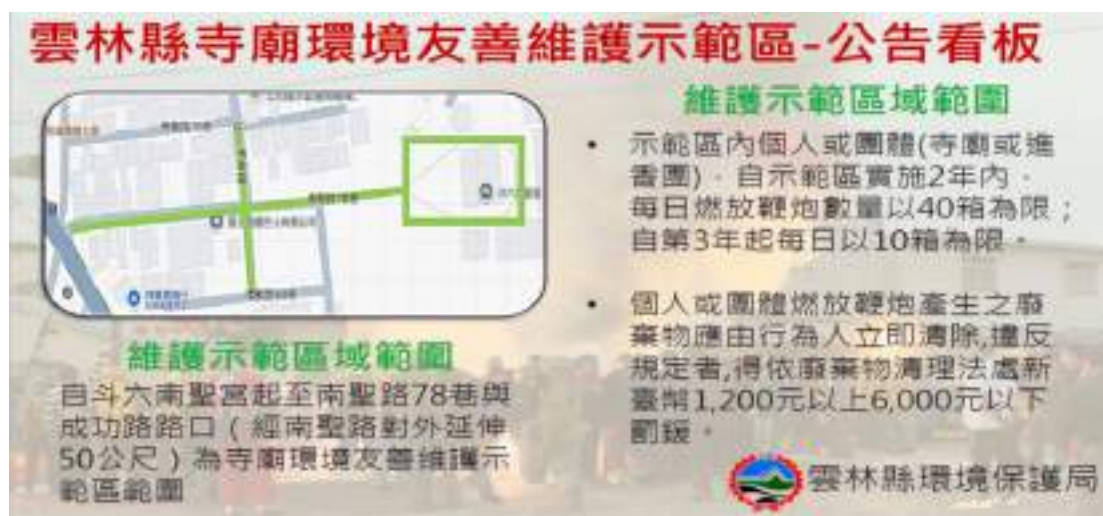 雲林縣寺廟環境友善維護示範區-公告看板
維護示範區域範圍
自斗六南聖宮起至南聖路78巷與
成功路路口（經南聖路對外延伸
50公尺）為寺廟環境友善維護示
範區範圍
維護示範區域範圍
• 示範區內個人或團體(寺廟或進
香團)，自示範區實施2年內，
每日燃放鞭炮數量以40箱為限；
自第3年起每日以10箱為限。
• 個人或團體燃放鞭炮產生之廢
棄物應由行為人立即清除,違反
規定者,得依廢棄物清理法處新
臺幣1,200元以上6,000元以下
罰鍰。
雲林縣環境保護局